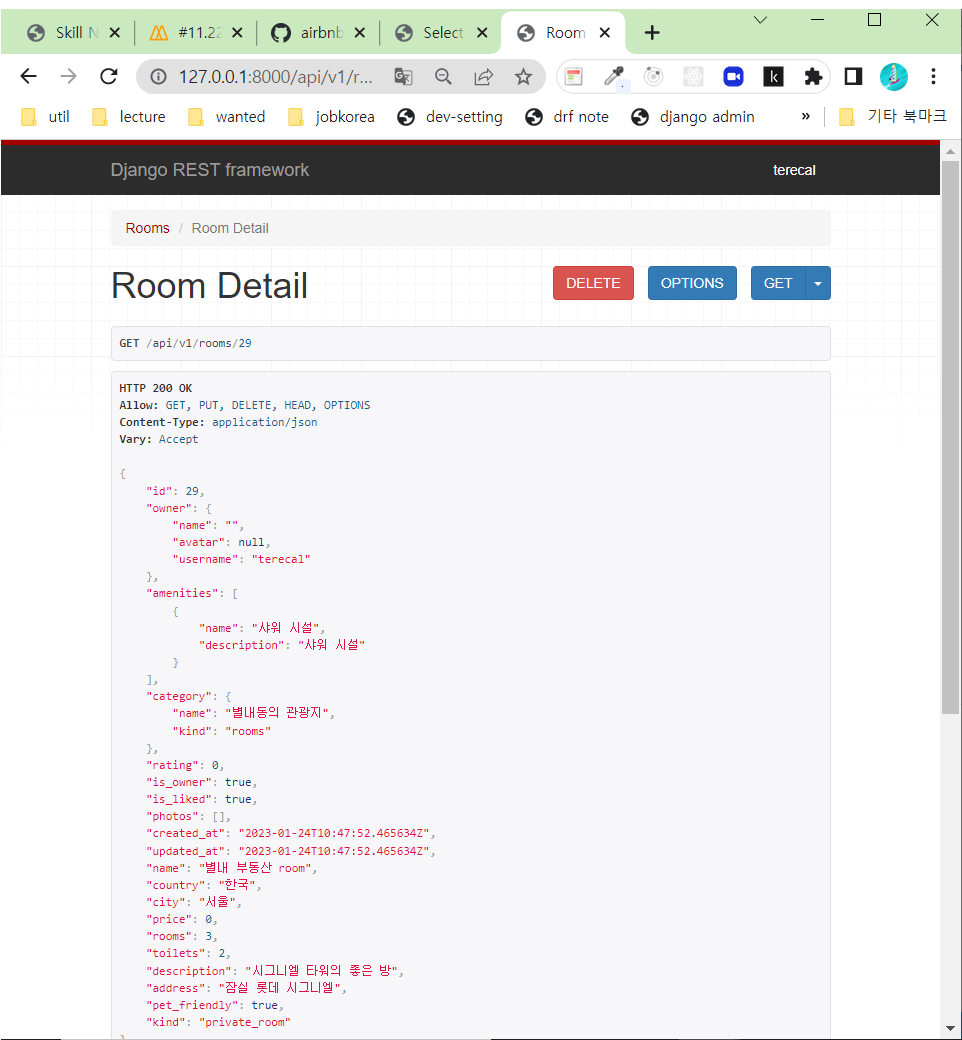 Skill N
#11.22
airbnb
Select
Room
127.0.0.1:8000/api/v1/r...
util
lecture
wanted
jobkorea
dev-setting
drf note
django admin
»
기타 북마크
Django REST framework
terecal
Rooms / Room Detail
Room Detail
DELETE
OPTIONS
GET
GET /api/v1/rooms/29
HTTP 200 OK
Allow: GET, PUT, DELETE, HEAD, OPTIONS
Content-Type: application/json
Vary: Accept
{
"id": 29,
"owner": {
"name": "",
"avatar": null,
"username": "terecal"
},
"amenities": [
{
"name": "샤워 시설",
"description": "샤워 시설"
}
],
"category": {
"name": "별내동의 관광지",
"kind": "rooms"
},
"rating": 0,
"is_owner": true,
"is_liked": true,
"photos": [],
"created_at": "2023-01-24T10:47:52.465634Z",
"updated_at": "2023-01-24T10:47:52.465634Z",
"name": "별내 부동산 room",
"country": "한국",
"city": "서울",
"price": 0,
"rooms": 3,
"toilets": 2,
"description": "시그니엘 타워의 좋은 방",
"address": "잠실 롯데 시그니엘",
"pet_friendly": true,
"kind": "private_room"